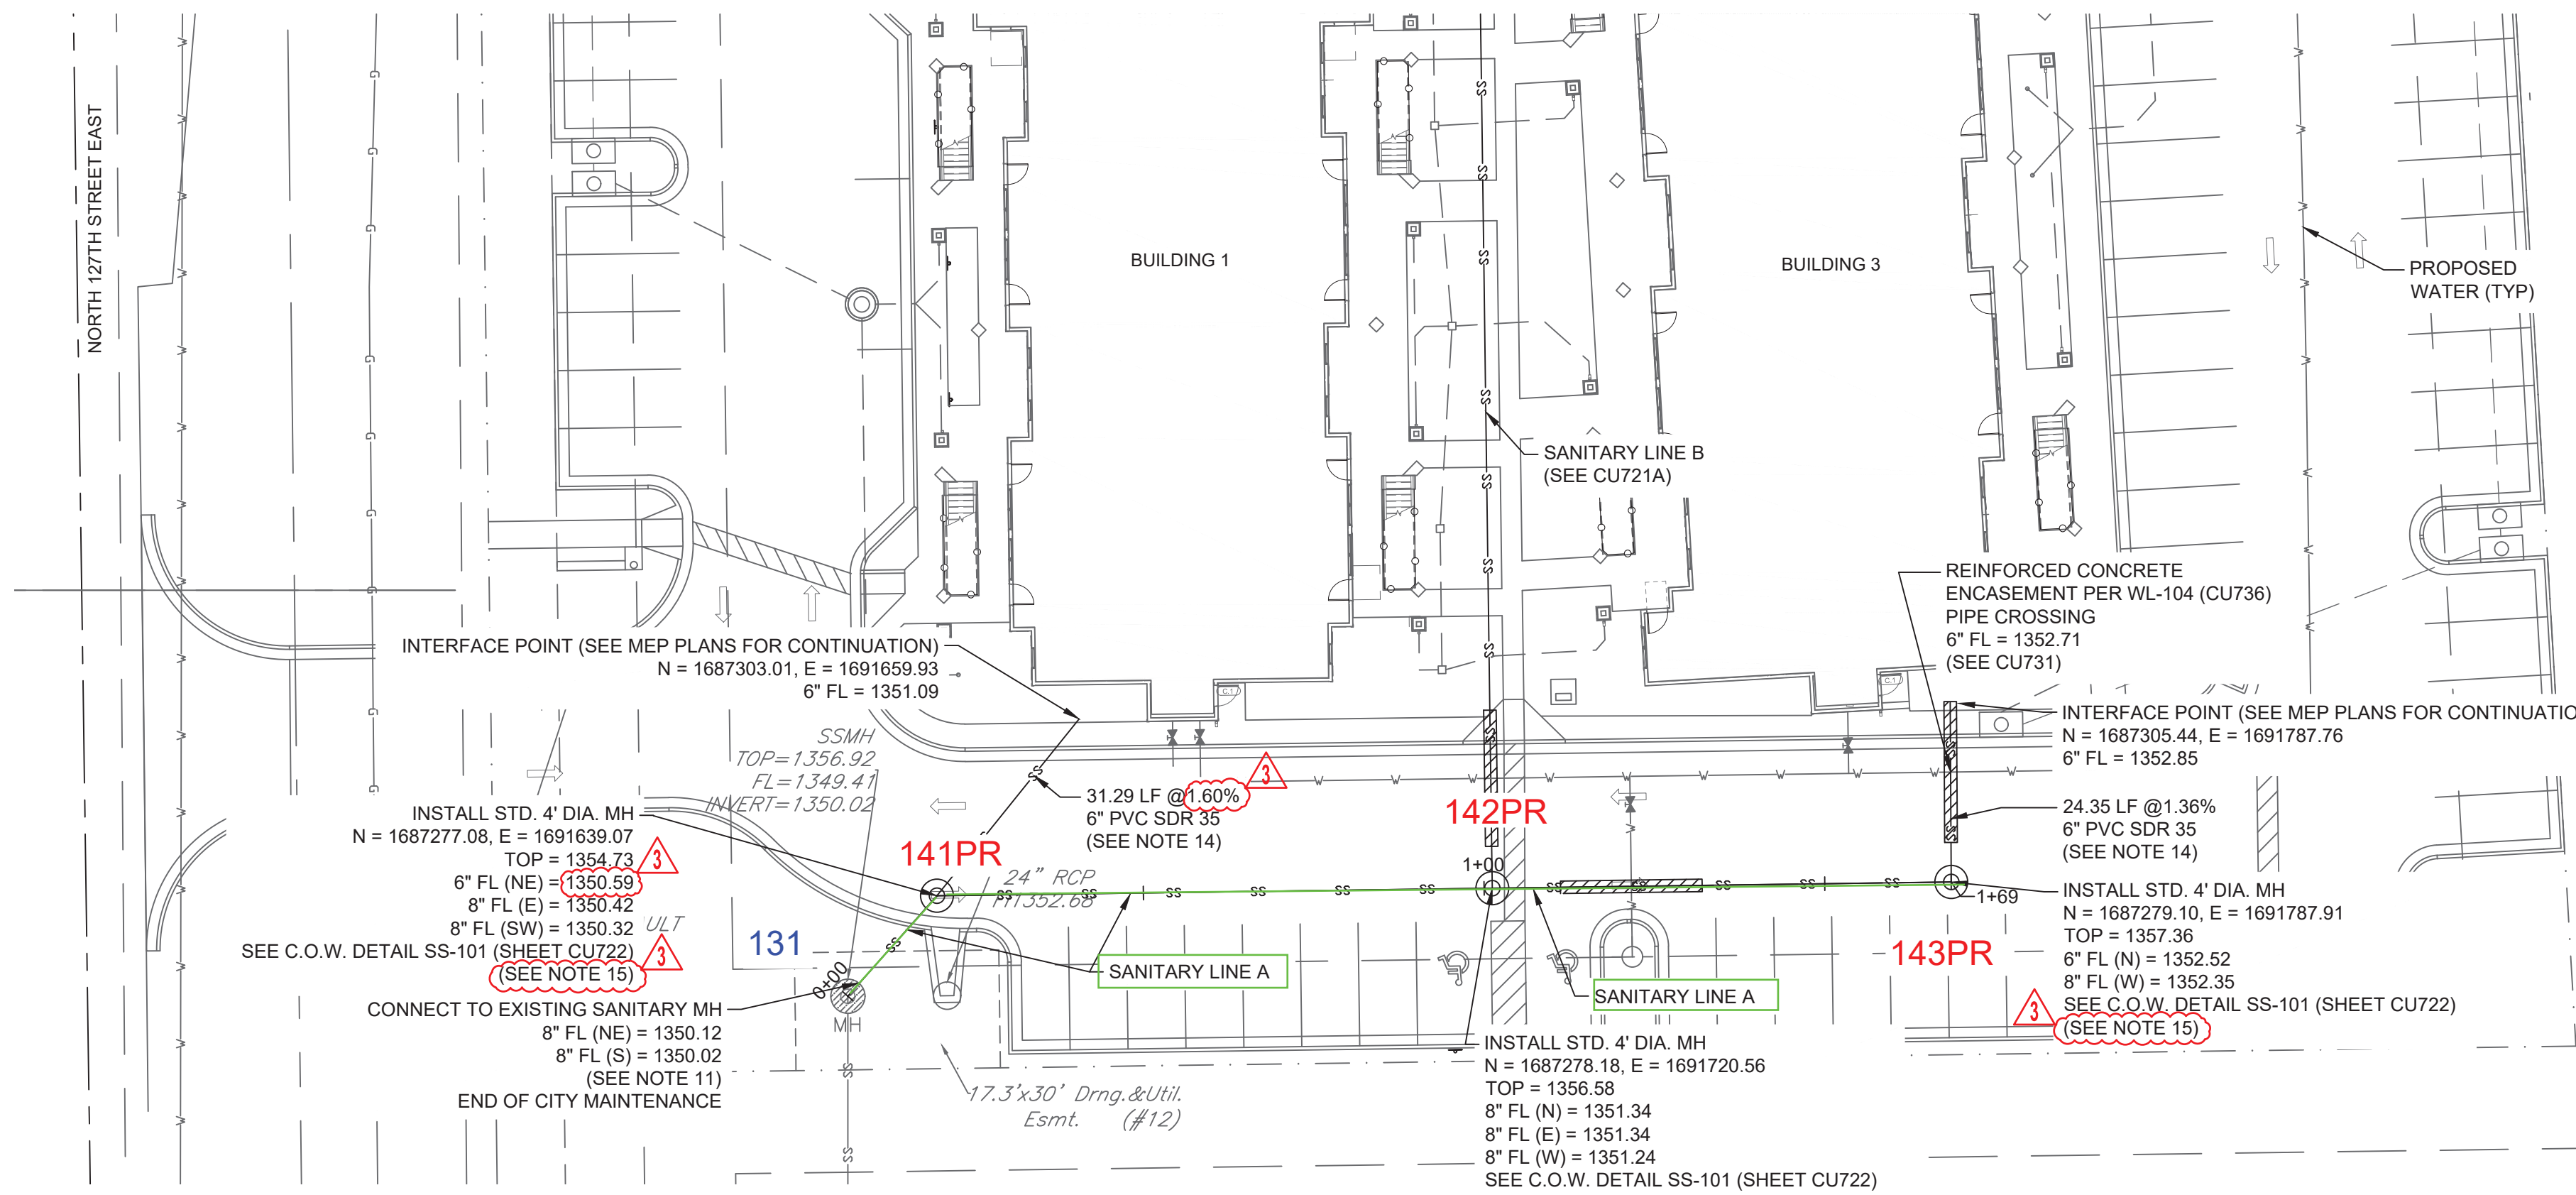 NORTH 127TH STREET EAST
BUILDING 1
BUILDING 3
PROPOSED
WATER (TYP)
SANITARY LINE B
(SEE CU721A)
REINFORCED CONCRETE
ENCASEMENT PER WL-104 (CU736)
PIPE CROSSING
6" FL = 1352.71
(SEE CU731)
INTERFACE POINT (SEE MEP PLANS FOR CONTINUATION)
N = 1687303.01, E = 1691659.93
6" FL = 1351.09
INTERFACE POINT (SEE MEP PLANS FOR CONTINUATIO
N = 1687305.44, E = 1691787.76
6" FL = 1352.85
SSMH
TOP=1356.92
FL=1349.41
INVERT=1350.02
31.29 LF @1.60%
6" PVC SDR 35
(SEE NOTE 14)
3
142PR
24.35 LF @1.36%
6" PVC SDR 35
(SEE NOTE 14)
INSTALL STD. 4' DIA. MH
N = 1687277.08, E = 1691639.07
TOP = 1354.73
6" FL (NE) = 1350.59
8" FL (E) = 1350.42
8" FL (SW) = 1350.32
SEE C.O.W. DETAIL SS-101 (SHEET CU722)
(SEE NOTE 15)
3
3
ULT
141PR
24" RCP
1352.68
1+00
1+69
131
0+00
MH
SANITARY LINE A
SANITARY LINE A
143PR
INSTALL STD. 4' DIA. MH
N = 1687279.10, E = 1691787.91
TOP = 1357.36
6" FL (N) = 1352.52
8" FL (W) = 1352.35
SEE C.O.W. DETAIL SS-101 (SHEET CU722)
(SEE NOTE 15)
3
CONNECT TO EXISTING SANITARY MH
8" FL (NE) = 1350.12
8" FL (S) = 1350.02
(SEE NOTE 11)
END OF CITY MAINTENANCE
17.3'x30' Drng.&Util.
Esmt. (#12)
INSTALL STD. 4' DIA. MH
N = 1687278.18, E = 1691720.56
TOP = 1356.58
8" FL (N) = 1351.34
8" FL (E) = 1351.34
8" FL (W) = 1351.24
SEE C.O.W. DETAIL SS-101 (SHEET CU722)